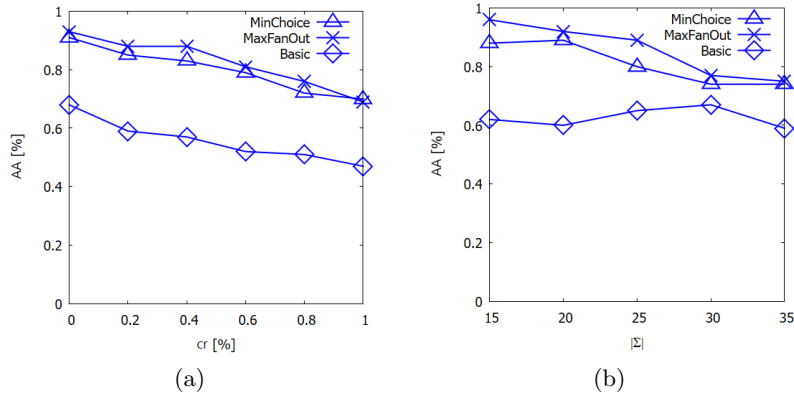 1
0.8
0.6
0.4
0.2
0
AA [%]
MinChoice
MaxFanOut
Basic
0 0.2 0.4 0.6 0.8 1
cr [%]
(a)
1
0.8
0.6
0.4
0.2
0
AA [%]
MinChoice
MaxFanOut
Basic
15 20 25 30 35
|Σ|
(b)